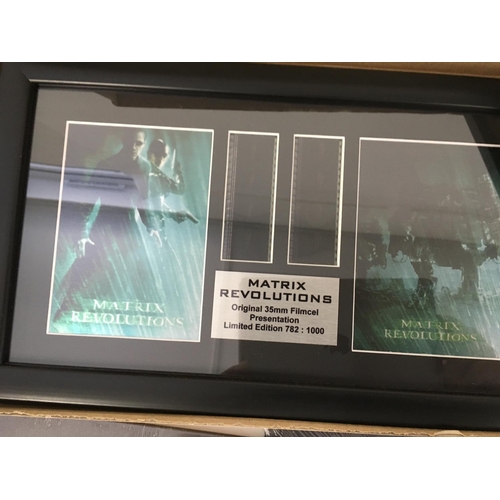 MATRIX
REVOLUTIONS
MATRIX
REVOLUTIONS
Original 35mm Filmcel
Presentation
Limited Edition 782 : 1000
MATRIX
REVOLUTIONS